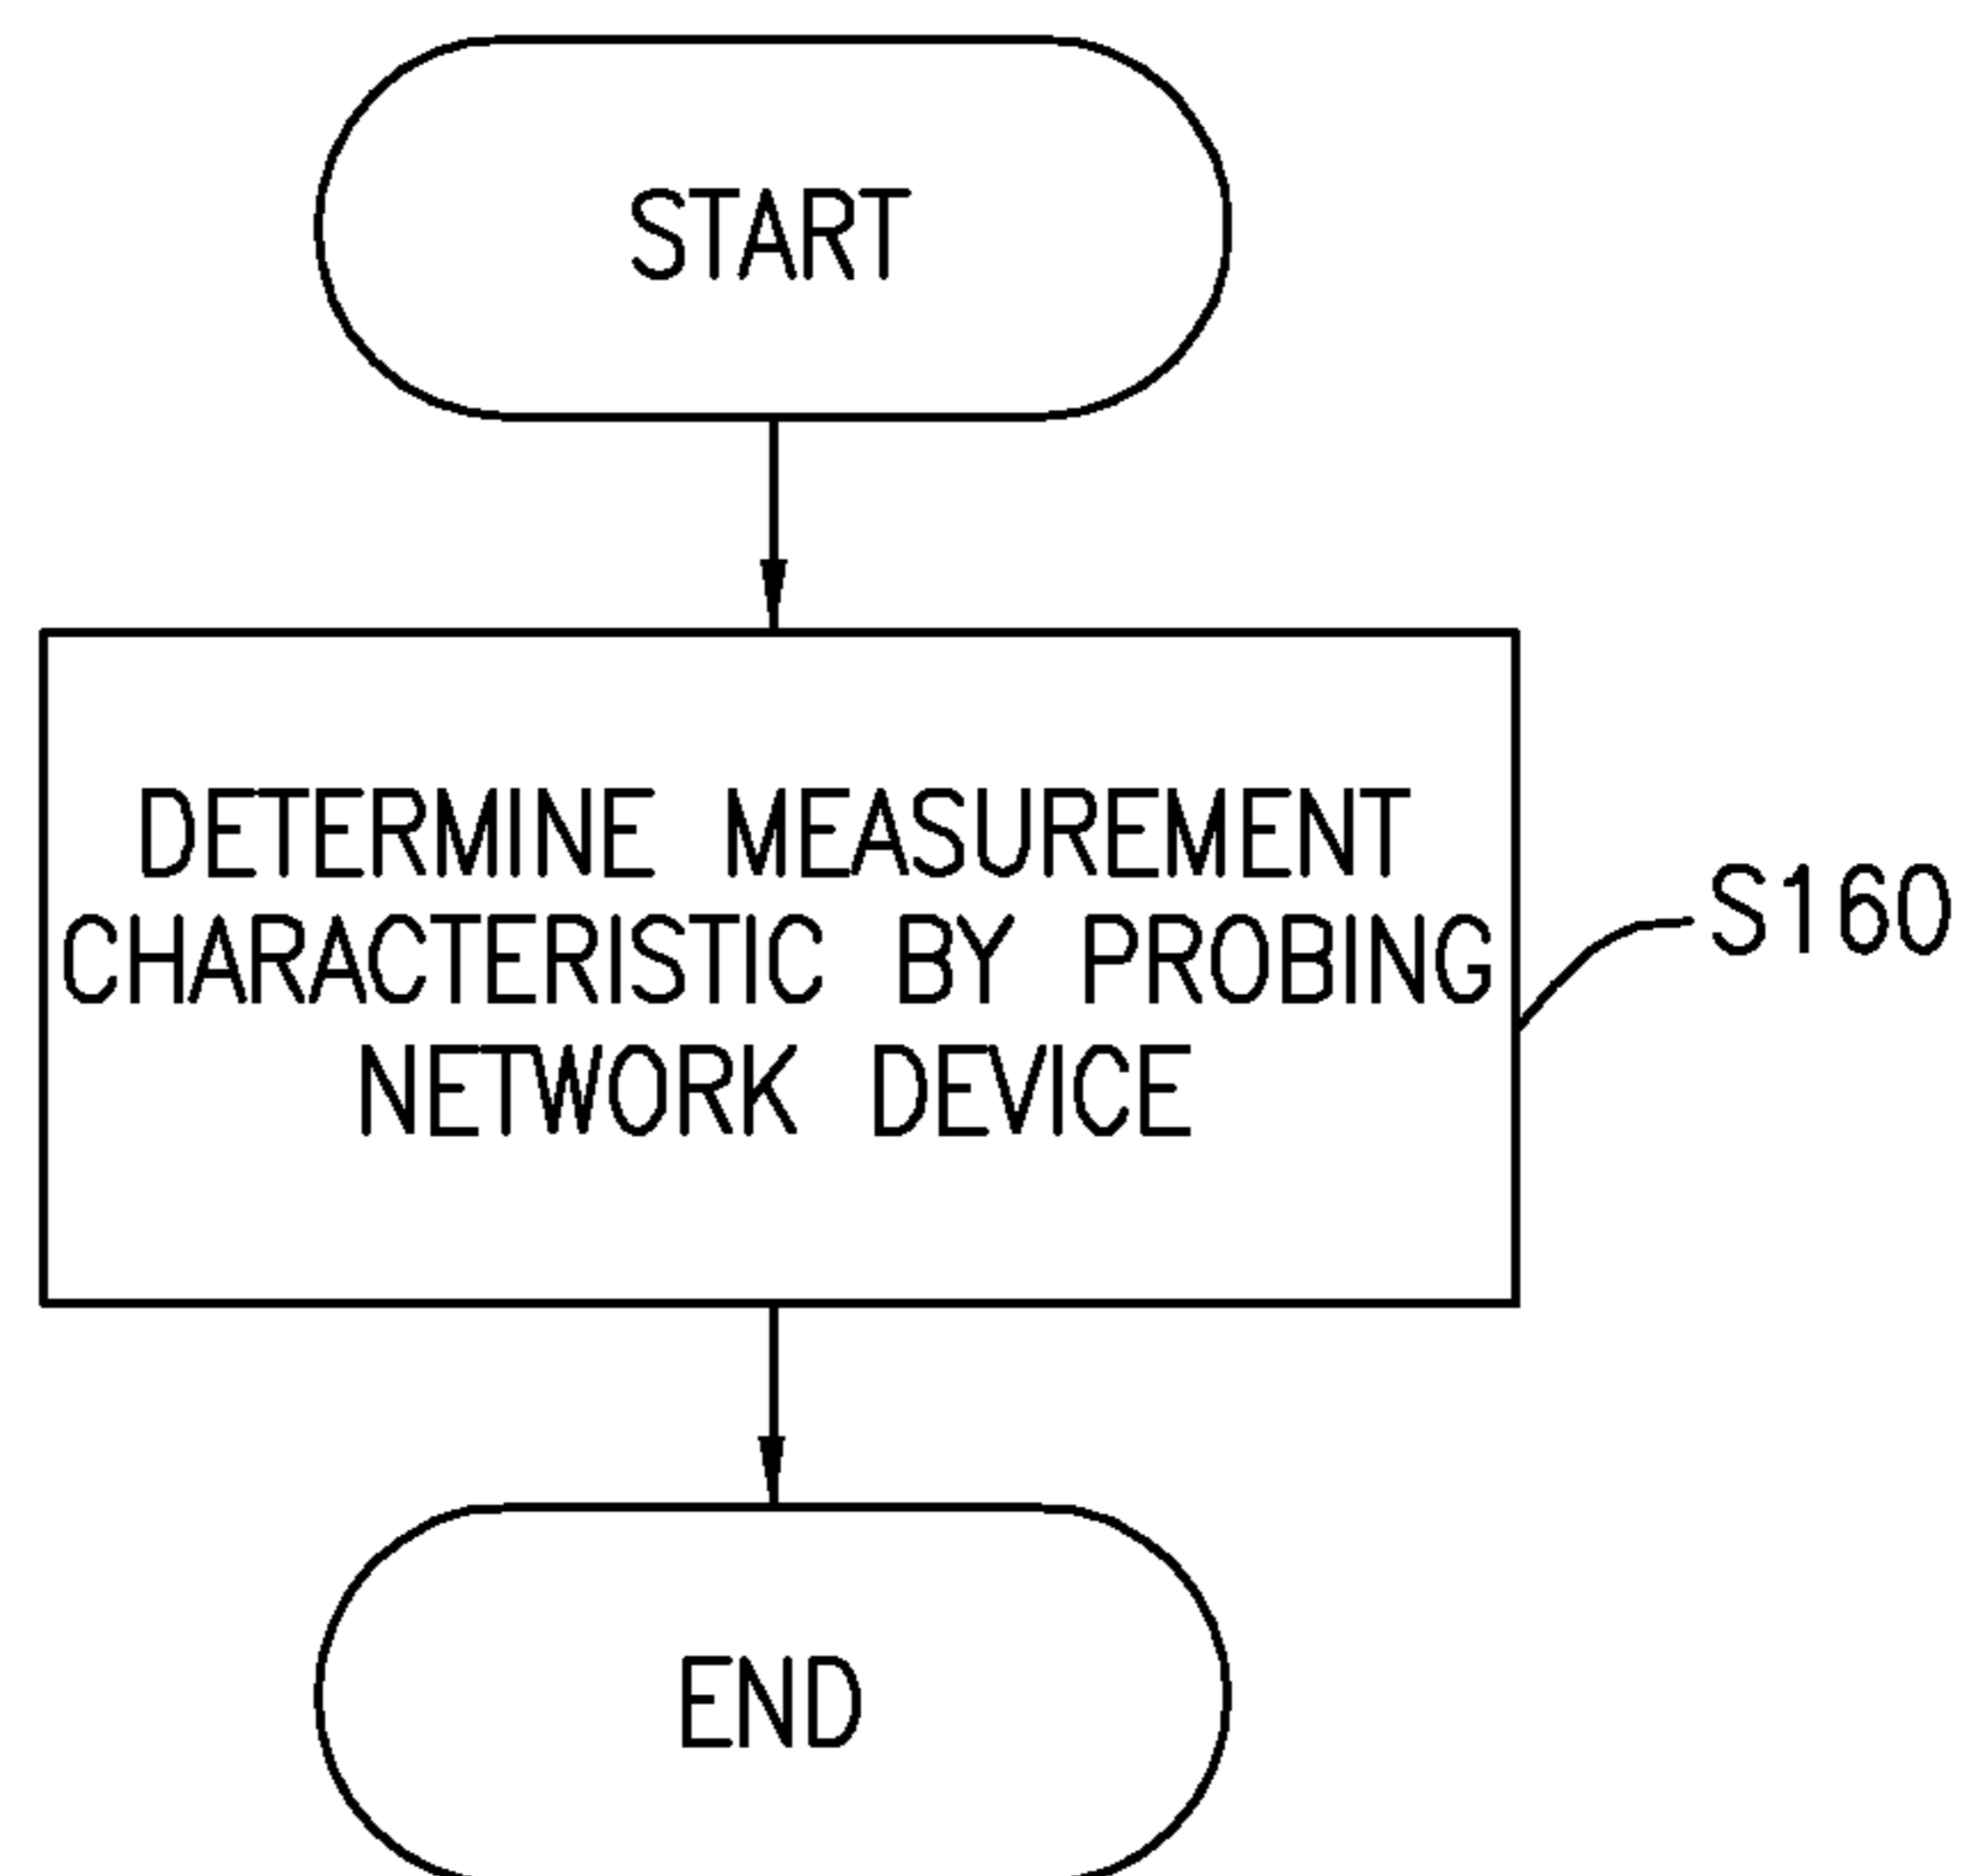 START
DETERMINE MEASUREMENT
CHARACTERISTIC BY PROBING
NETWORK DEVICE
S160
END